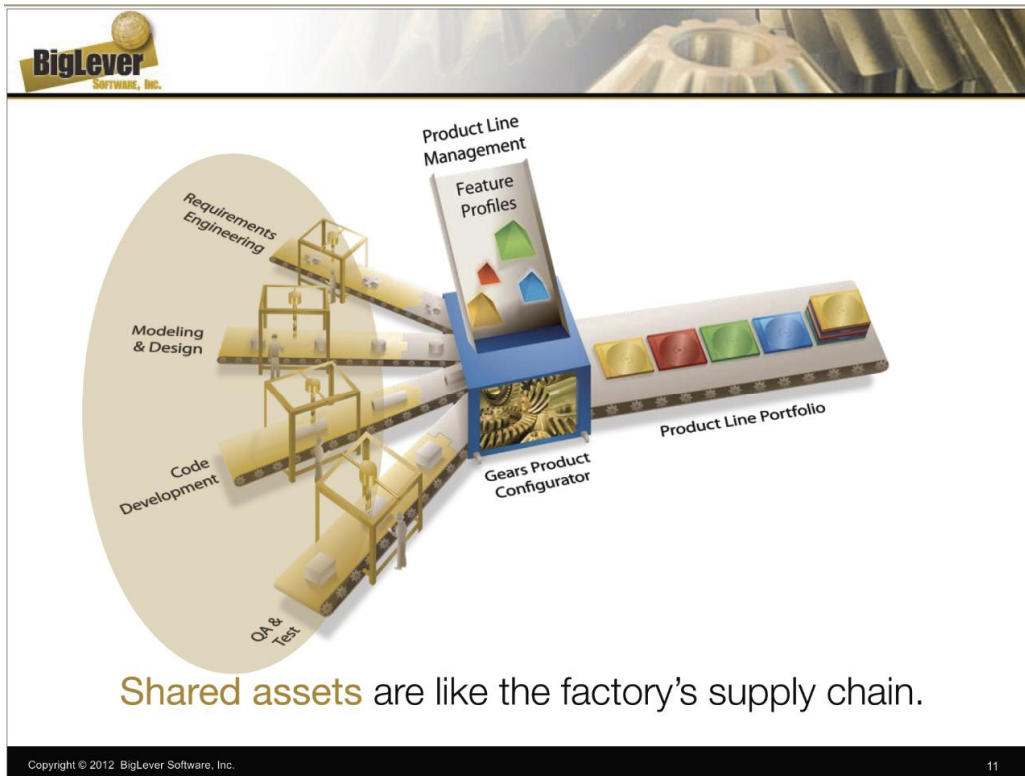 BigLever
Software, Inc.
Product Line
Management
Feature
Profiles
Requirements
Engineering
Modeling
& Design
Code
Development
QA &
Test
Gears Product
Configurator
Product Line Portfolio
Shared assets are like the factory's supply chain.
Copyright © 2012 BigLever Software, Inc.
11